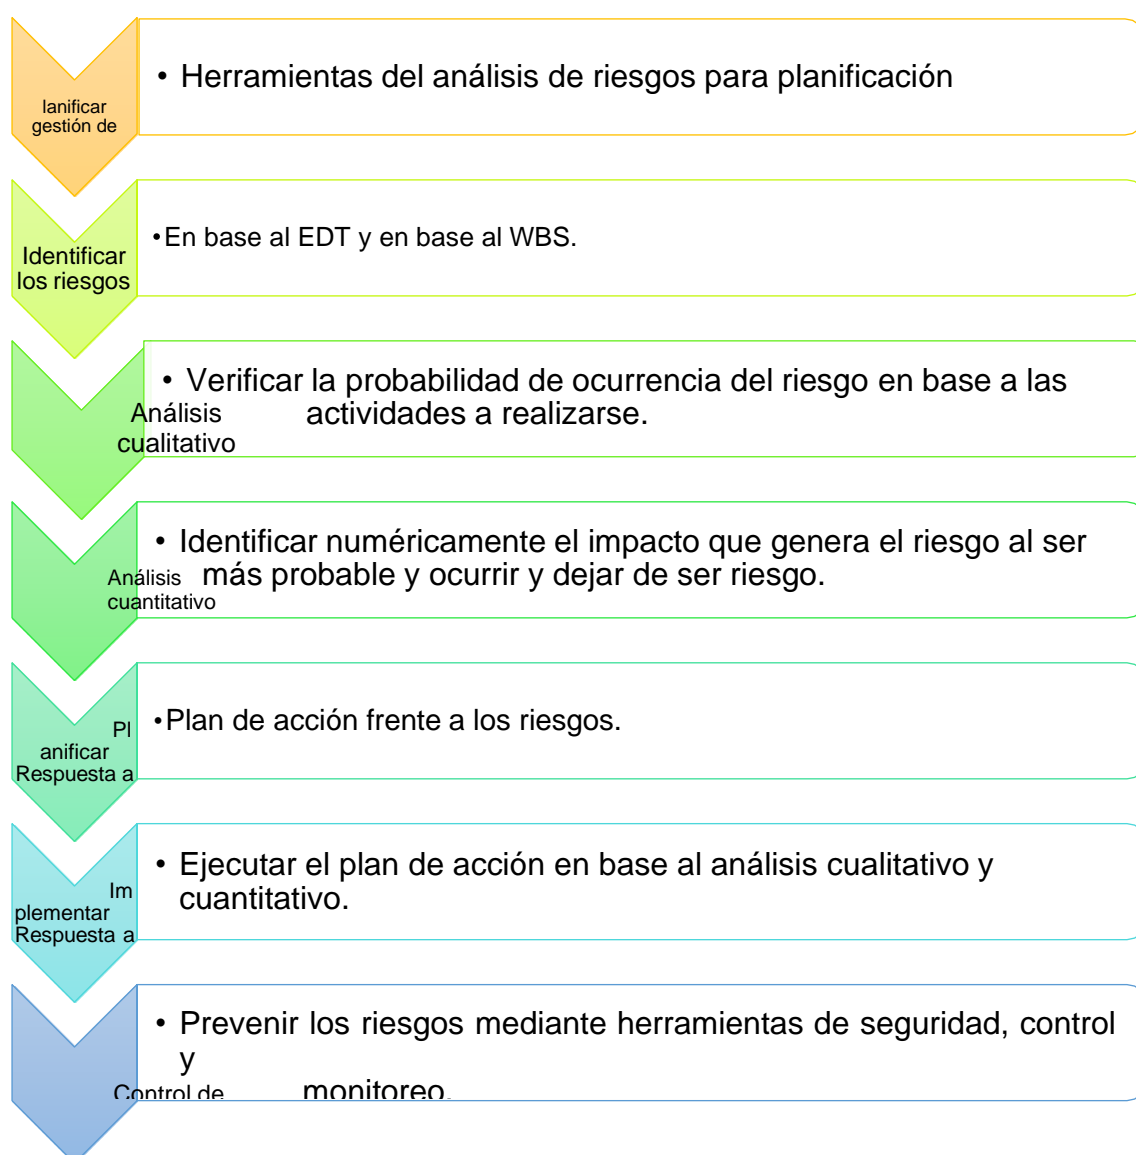 • Herramientas del análisis de riesgos para planificación
lanificar
gestión de
• En base al EDT y en base al WBS.
Identificar
los riesgos
• Verificar la probabilidad de ocurrencia del riesgo en base a las
actividades a realizarse.
Análisis
cualitativo
• Identificar numéricamente el impacto que genera el riesgo al ser
más probable y ocurrir y dejar de ser riesgo.
Análisis
cuantitativo
• Plan de acción frente a los riesgos.
Pl
anificar
Respuesta a
• Ejecutar el plan de acción en base al análisis cualitativo y
cuantitativo.
Im
plementar
Respuesta a
• Prevenir los riesgos mediante herramientas de seguridad, control
y
monitoreo.
Control de